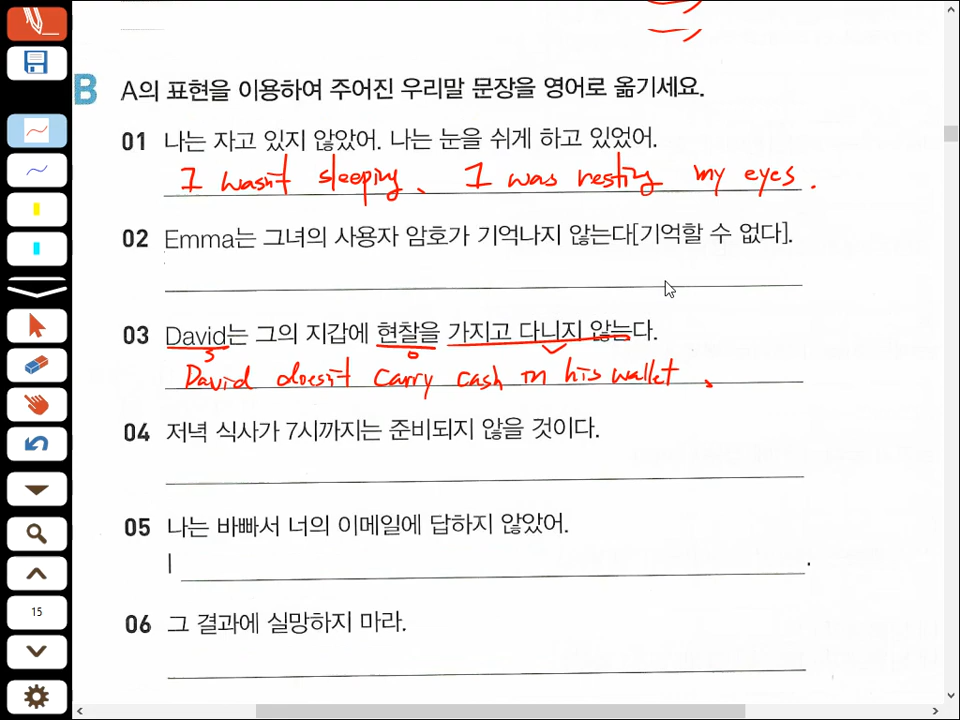 B A의 표현을 이용하여 주어진 우리말 문장을 영어로 옮기세요.
01 나는 자고 있지 않았어. 나는 눈을 쉬게 하고 있었어.
I wasn't sleeping. I was resting my eyes.
02 Emma는 그녀의 사용자 암호가 기억나지 않는다[기억할 수 없다].
03 David는 그의 지갑에 현찰을 가지고 다니지 않는다.
S O V
David doesn't carry cash in his wallet.
04 저녁 식사가 7시까지는 준비되지 않을 것이다.
05 나는 바빠서 너의 이메일에 답하지 않았어.
I .
06 그 결과에 실망하지 마라.
15